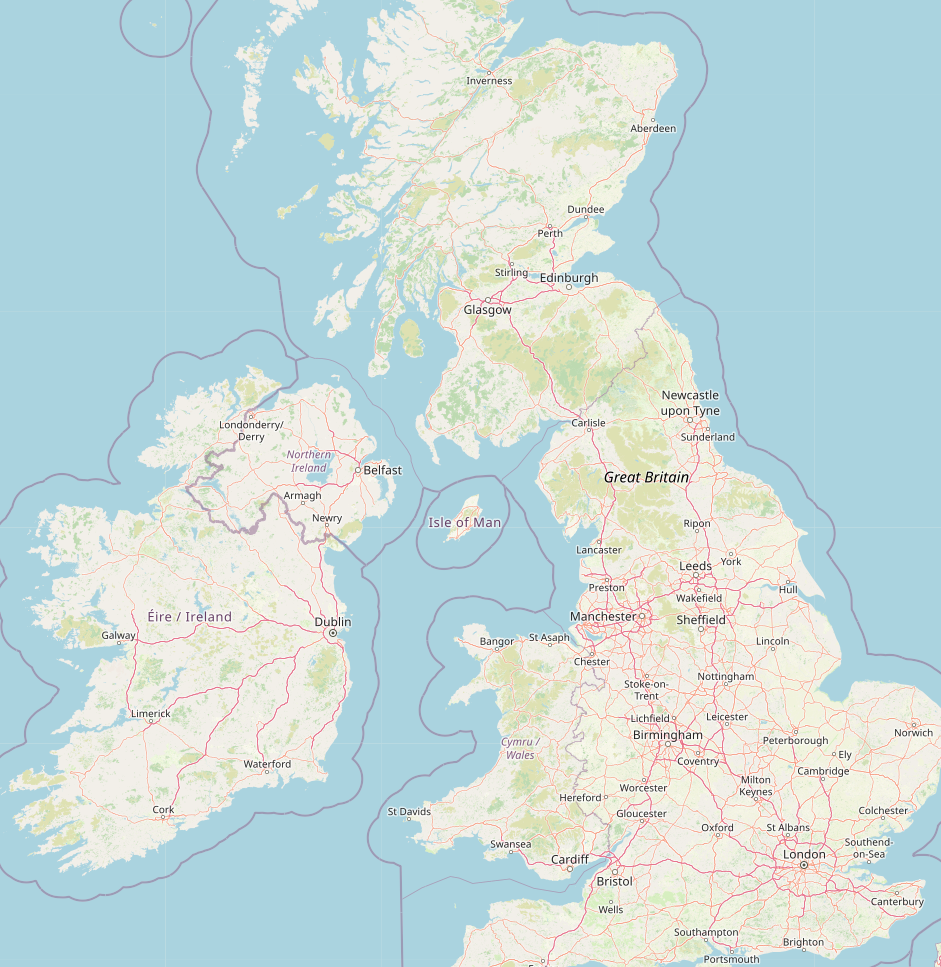 Inverness
Aberdeen
Dundee
Perth
Stirling
Edinburgh
Glasgow
Newcastle
upon Tyne
Londonderry/
Derry
Carlisle
Sunderland
Northern
Ireland
Belfast
Great Britain
Armagh
Newry
Isle of Man
Ripon
Lancaster
York
Leeds
Preston
Wakefield
Hull
Éire / Ireland
Manchester
Dublin
Sheffield
Galway
Bangor
St Asaph
Lincoln
Chester
Nottingham
Stoke-on-
Trent
Limerick
Lichfield
Leicester
Norwich
Birmingham
Peterborough
Cymru /
Wales
Ely
Coventry
Waterford
Cambridge
Milton
Keynes
Worcester
Hereford
Cork
St Davids
Gloucester
Colchester
Oxford
St Albans
Swansea
Southend-
on-Sea
London
Cardiff
Bristol
Canterbury
Wells
Southampton
Brighton
Portsmouth